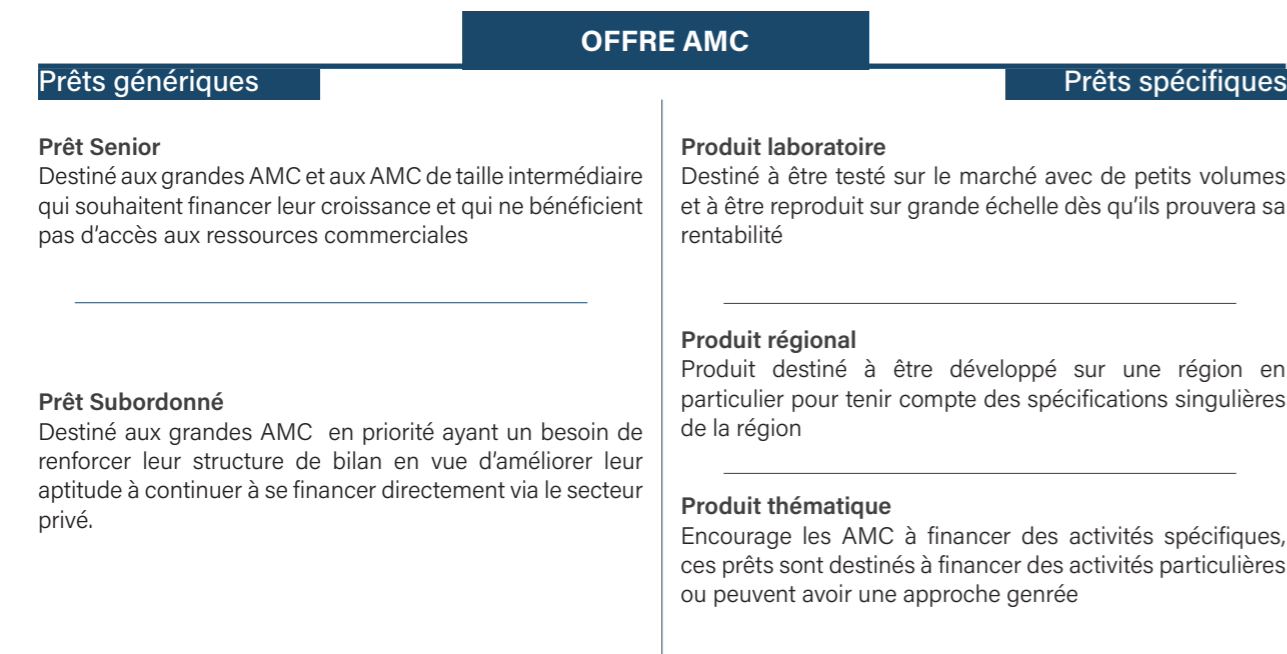 OFFRE AMC
Prêts génériques
Prêt Senior
Destiné aux grandes AMC et aux AMC de taille intermédiaire
qui souhaitent financer leur croissance et qui ne bénéficient
pas d'accès aux ressources commerciales
Prêt Subordonné
Destiné aux grandes AMC en priorité ayant un besoin de
renforcer leur structure de bilan en vue d'améliorer leur
aptitude à continuer à se financer directement via le secteur
privé.
Prêts spécifiques
Produit laboratoire
Destiné à être testé sur le marché avec de petits volumes
et à être reproduit sur grande échelle dès qu'ils prouvera sa
rentabilité
Produit régional
Produit destiné à être développé sur une région en
particulier pour tenir compte des spécifications singulières
de la région
Produit thématique
Encourage les AMC à financer des activités spécifiques,
ces prêts sont destinés à financer des activités particulières
ou peuvent avoir une approche genrée